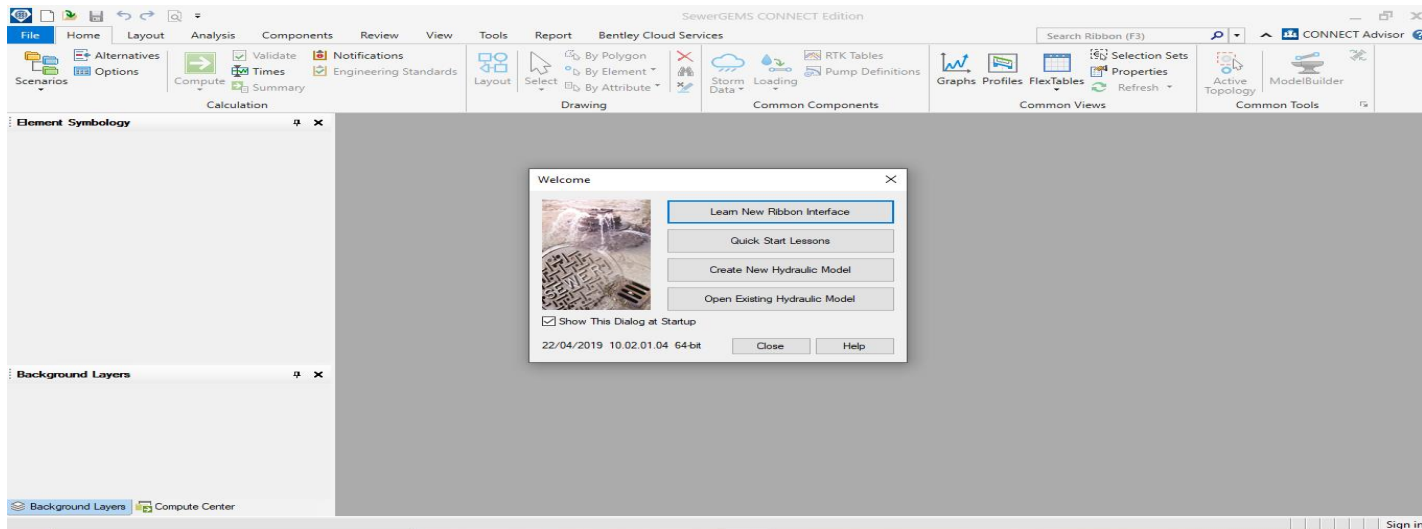 SewerGEMS CONNECT Edition
File Home Layout Analysis Components Review View Tools Report Bentley Cloud Services Search Ribbon (F3) CONNECT Advisor
Scenarios
Alternatives
Options
Compute
Validate
Times
Summary
Notifications
Engineering Standards
Calculation
Layout
Select
By Polygon
By Element
By Attribute
Drawing
Storm Data
Loading
RTK Tables
Pump Definitions
Common Components
Graphs Profiles FlexTables
Selection Sets
Properties
Refresh
Common Views
Active Topology
ModelBuilder
Common Tools
Element Symbology
Welcome
SEWER
Learn New Ribbon Interface
Quick Start Lessons
Create New Hydraulic Model
Open Existing Hydraulic Model
Show This Dialog at Startup
22/04/2019 10.02.01.04 64-bit Close Help
Background Layers
Background Layers Compute Center
Sign in